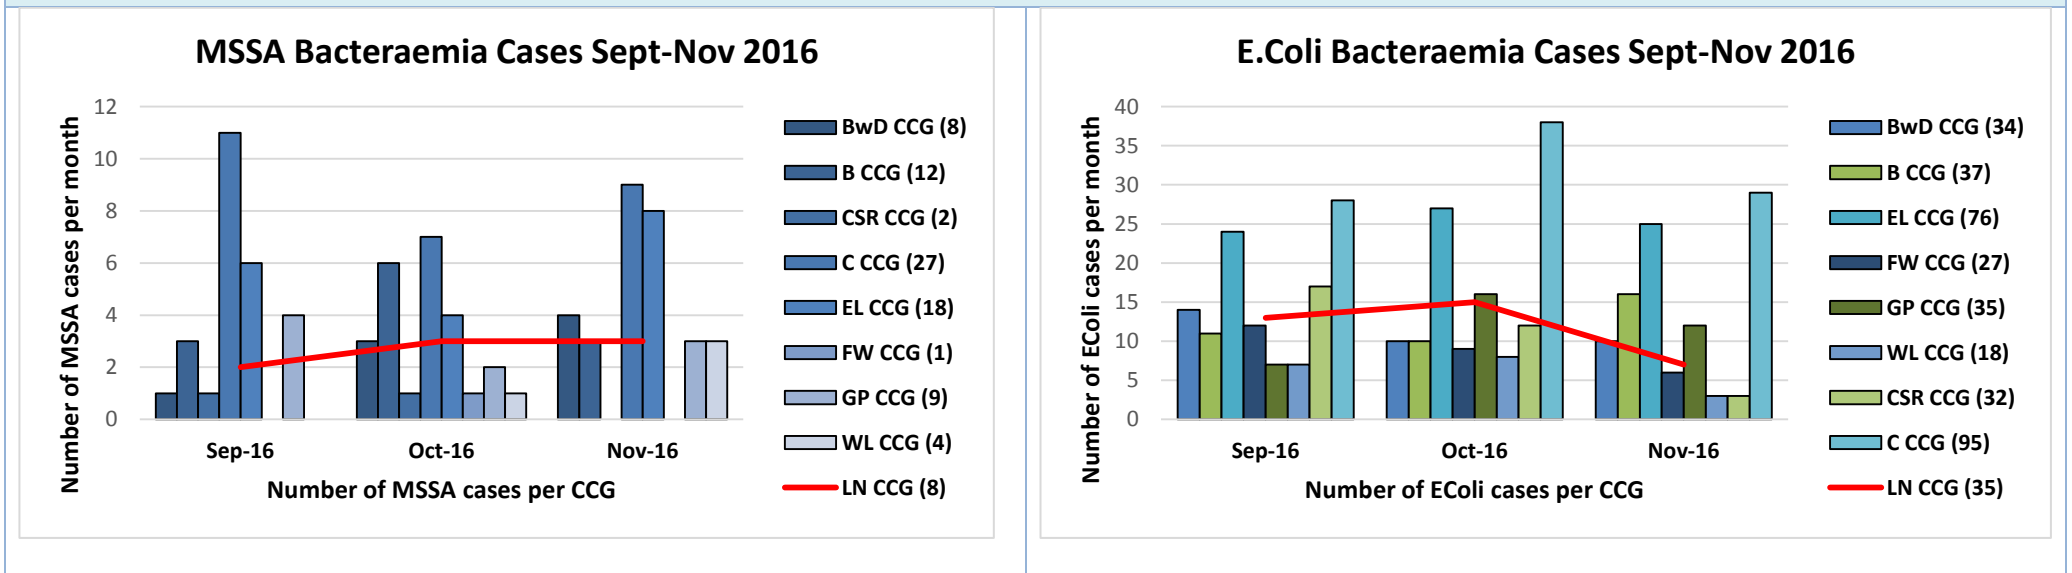 MSSA Bacteraemia Cases Sept-Nov 2016
Number of MSSA cases per month
12
10
8
6
4
2
0
Sep-16
Oct-16
Nov-16
Number of MSSA cases per CCG
BwD CCG (8)
B CCG (12)
CSR CCG (2)
C CCG (27)
EL CCG (18)
FW CCG (1)
GP CCG (9)
WL CCG (4)
LN CCG (8)
E.Coli Bacteraemia Cases Sept-Nov 2016
Number of EColi cases per month
40
35
30
25
20
15
10
5
0
Sep-16
Oct-16
Nov-16
Number of EColi cases per CCG
BwD CCG (34)
B CCG (37)
EL CCG (76)
FW CCG (27)
GP CCG (35)
WL CCG (18)
CSR CCG (32)
C CCG (95)
LN CCG (35)